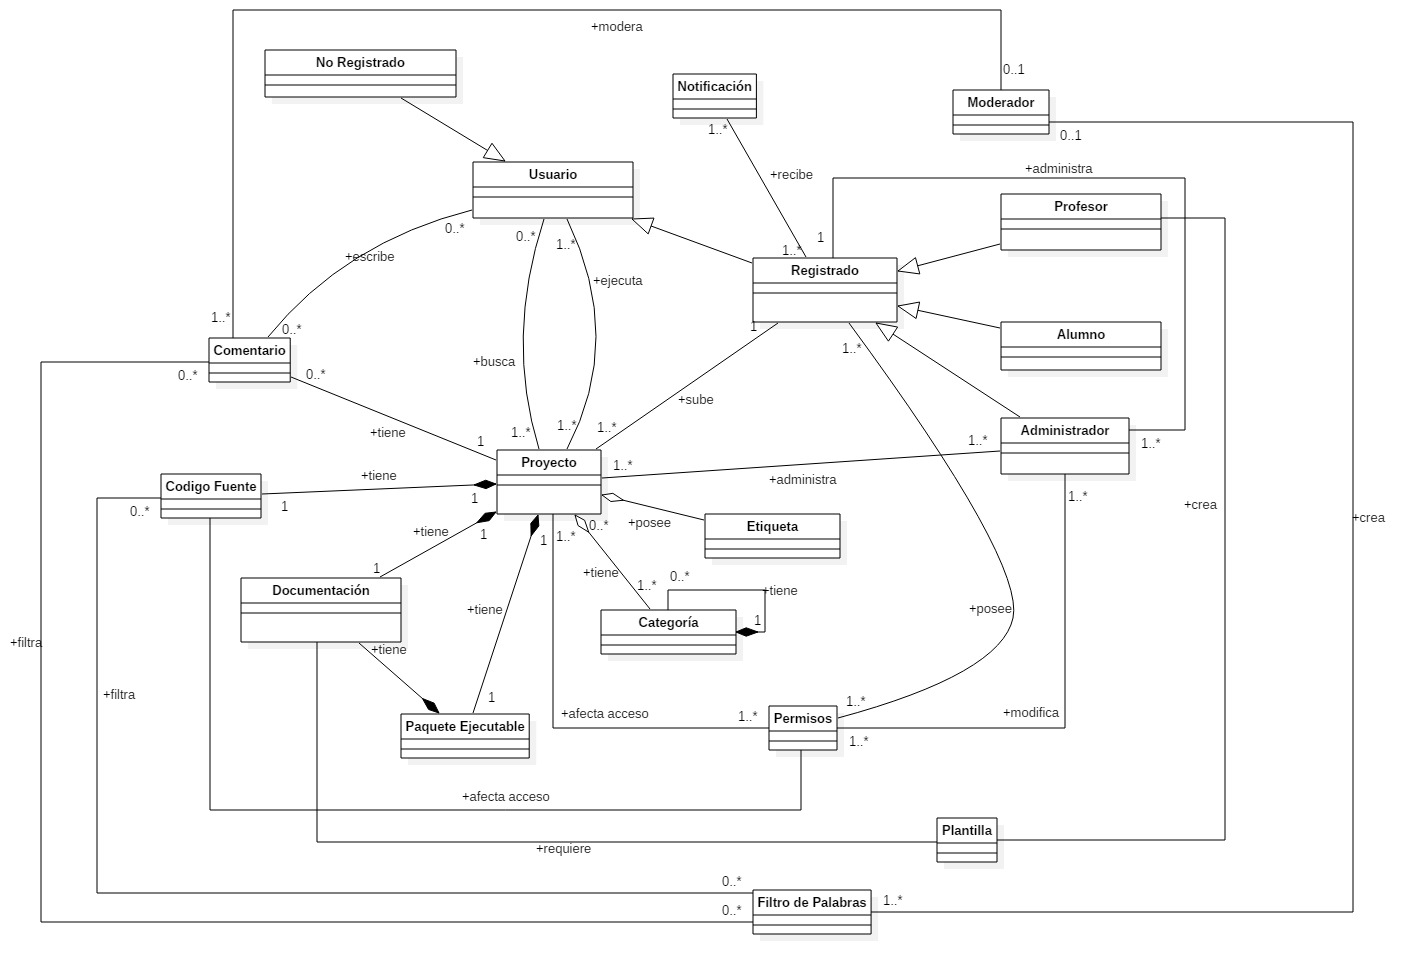 +modera
No Registrado
0..1
Notificación
Moderador
1..*
0..1
+administra
Usuario
+recibe
Profesor
0..*
0..*
1..*
1
1..*
+escribe
Registrado
+ejecuta
1..*
0..*
1
Alumno
Comentario
1..*
+busca
0..*
0..*
+sube
+tiene
1
1..*
1..*
1..*
Administrador
1..*
1..*
Proyecto
1..*
+tiene
+administra
Codigo Fuente
1
1..*
0..*
1
+crea
+crea
+tiene
1
1
1..*
0..*
+posee
Etiqueta
1
+tiene
0..*
Documentación
1..*
+tiene
+tiene
+posee
Categoría
1
+filtra
+tiene
+filtra
1
1..*
Paquete Ejecutable
+afecta acceso
1..*
Permisos
+modifica
1..*
+afecta acceso
Plantilla
+requiere
0..*
Filtro de Palabras
1..*
0..*